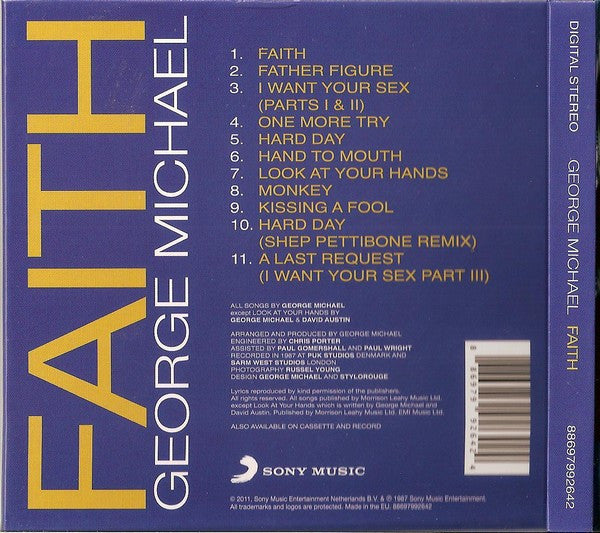 FAITH
GEORGE MICHAEL
1. FAITH
2. FATHER FIGURE
3. I WANT YOUR SEX
(PARTS I & II)
4. ONE MORE TRY
5. HARD DAY
6. HAND TO MOUTH
7. LOOK AT YOUR HANDS
8. MONKEY
9. KISSING A FOOL
10. HARD DAY
(SHEP PETTIBONE REMIX)
11. A LAST REQUEST
(I WANT YOUR SEX PART III)
ALL SONGS BY GEORGE MICHAEL
except LOOK AT YOUR HANDS BY
GEORGE MICHAEL & DAVID AUSTIN
ARRANGED AND PRODUCED BY GEORGE MICHAEL
ENGINEERED BY CHRIS PORTER
ASSISTED BY PAUL GOMERSHALL AND PAUL WRIGHT
RECORDED IN 1987 AT PUK STUDIOS DENMARK AND
SARM WEST STUDIOS LONDON
PHOTOGRAPHY RUSSEL YOUNG
DESIGN GEORGE MICHAEL AND STYLOROUGE
Lyrics reproduced by kind permission of the publishers.
All rights reserved. All songs published by Morrison Leahy Music Ltd.
except Look At Your Hands which is written by George Michael and
David Austin. Published by Morrison Leahy Music Ltd. EMI Music Ltd.
ALSO AVAILABLE ON CASSETTE AND RECORD
8 86979 92642 4
SONY MUSIC
© 2011, Sony Music Entertainment Netherlands B.V. & ℗ 1987 Sony Music Entertainment.
All trademarks and logos are protected. Made in the EU. 88697992642
DIGITAL STEREO
GEORGE MICHAEL FAITH
88697992642